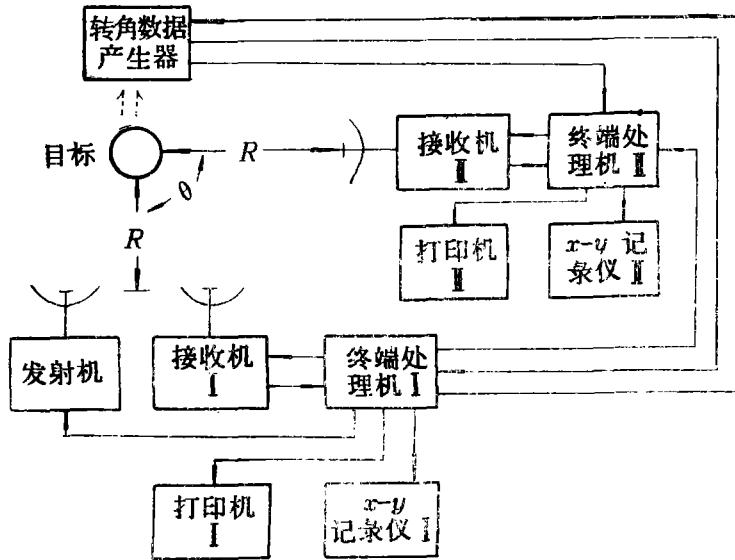 转角数据
产生器
目标
R
θ
R
接收机
Ⅱ
终端处
理机 Ⅱ
打印机
Ⅱ
x-y 记
录仪 Ⅱ
发射机
接收机
Ⅰ
终端处
理机 Ⅰ
打印机
Ⅰ
x-y
记录仪 Ⅰ